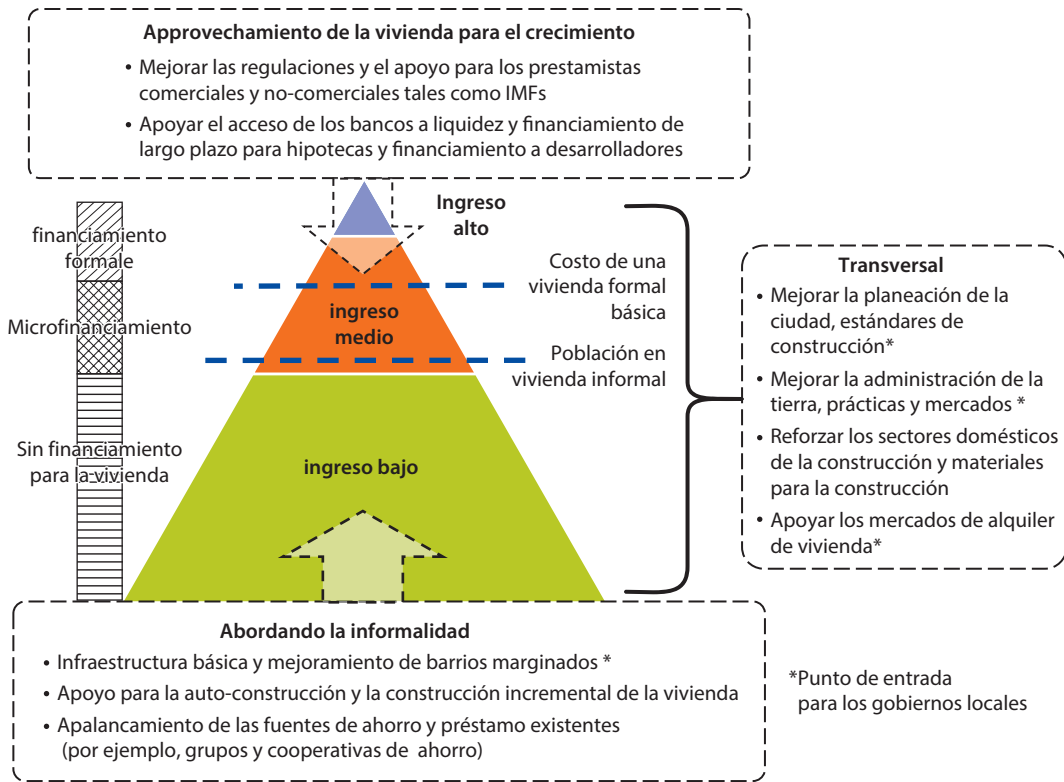 Approvechamiento de la vivienda para el crecimiento
• Mejorar las regulaciones y el apoyo para los prestamistas
comerciales y no-comerciales tales como IMFs
• Apoyar el acceso de los bancos a liquidez y financiamiento de
largo plazo para hipotecas y financiamiento a desarrolladores
financiamiento
formale
Microfinanciamiento
Sin financiamiento
para la vivienda
Ingreso
alto
ingreso
medio
ingreso bajo
Costo de una
vivienda formal
básica
Población en
vivienda informal
Transversal
• Mejorar la planeación de la
ciudad, estándares de
construcción*
• Mejorar la administración de la
tierra, prácticas y mercados *
• Reforzar los sectores domésticos
de la construcción y materiales
para la construcción
• Apoyar los mercados de alquiler
de vivienda*
Abordando la informalidad
• Infraestructura básica y mejoramiento de barrios marginados *
• Apoyo para la auto-construcción y la construcción incremental de la vivienda
• Apalancamiento de las fuentes de ahorro y préstamo existentes
(por ejemplo, grupos y cooperativas de ahorro)
*Punto de entrada
para los gobiernos locales